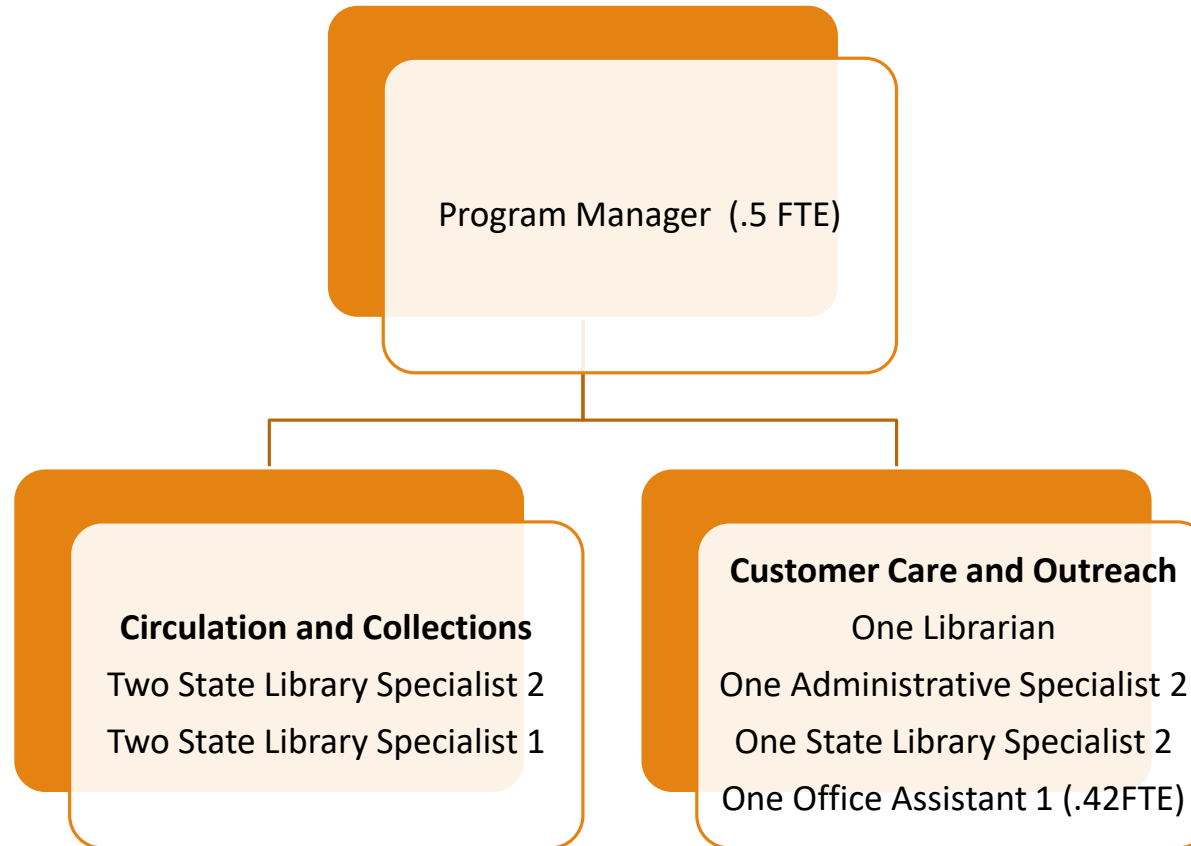 Program Manager  (.5 FTE)
Circulation and Collections
Two State Library Specialist 2
Two State Library Specialist 1
Customer Care and Outreach
One Librarian
One Administrative Specialist 2
One State Library Specialist 2
One Office Assistant 1 (.42FTE)